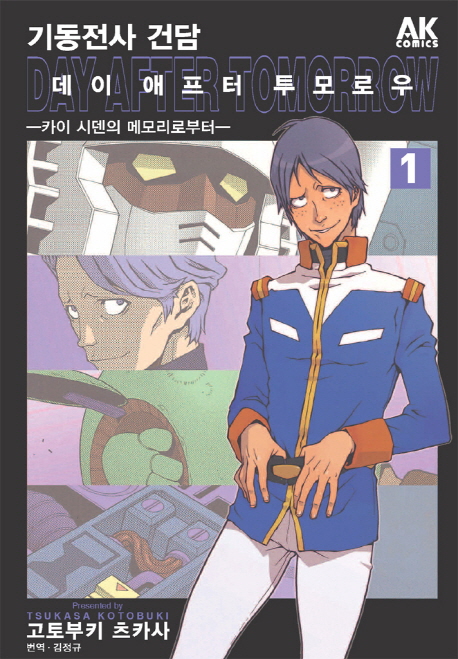 AK
COMICS
기동전사 건담
DAY AFTER TOMORROW
데이 애프터 투모로우
―카이 시덴의 메모리로부터―
1
Presented by
TSUKASA KOTOBUKI
고토부키 츠카사
번역·김정규